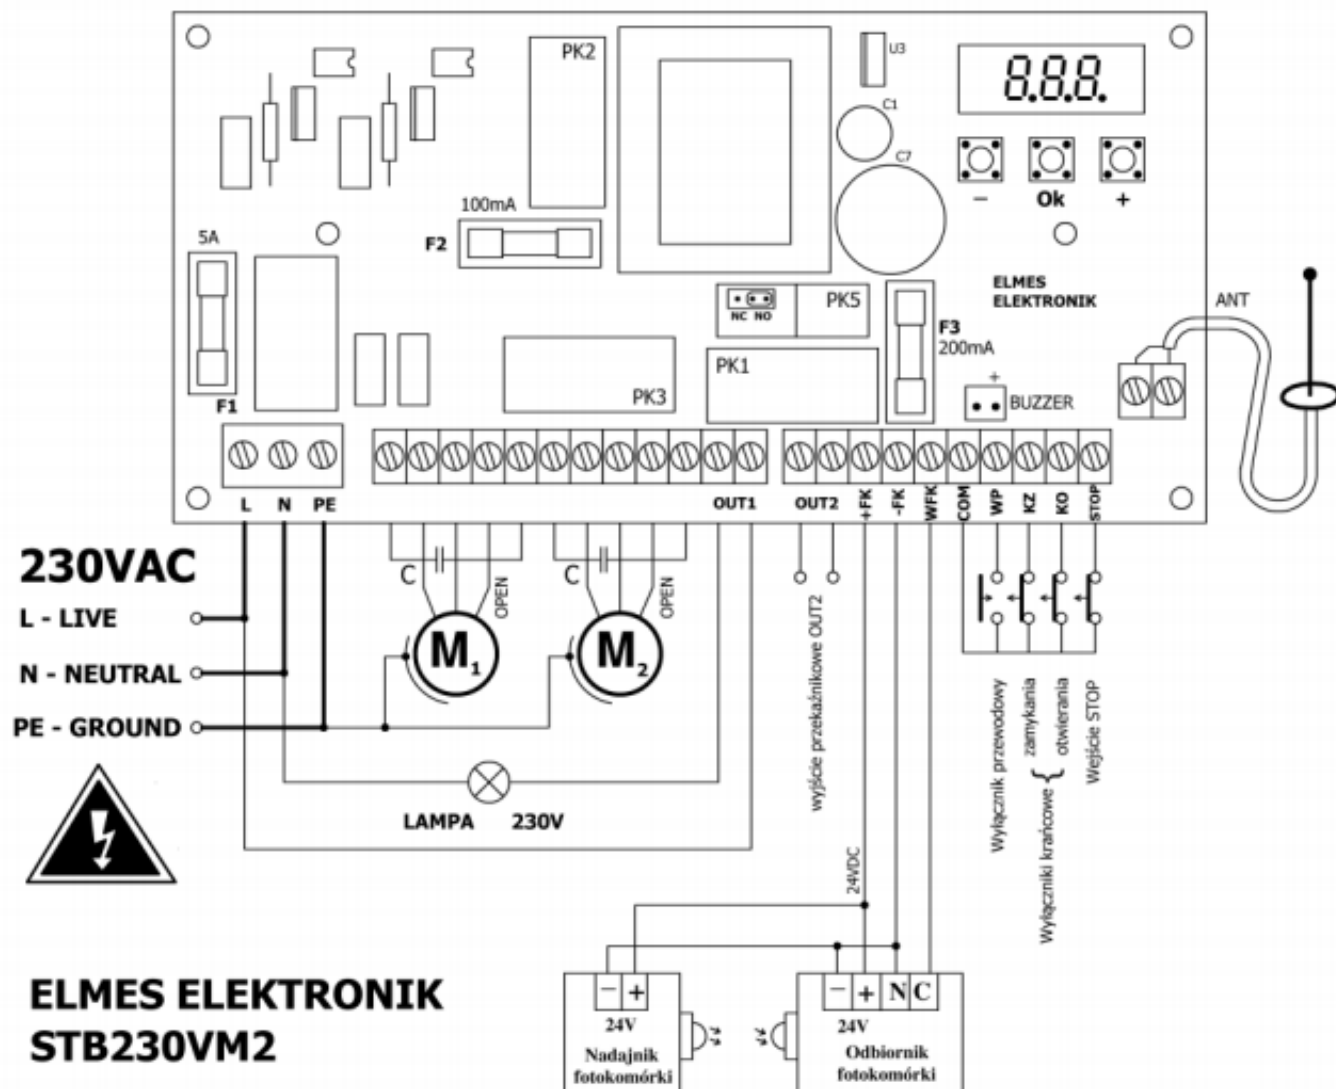 PK2
U3
8.8.8.
C1
C7
−
Ok
+
100mA
F2
5A
F1
ELMES
ELEKTRONIK
ANT
NC NO
PK5
F3
200mA
PK1
PK3
+
BUZZER
L
N
PE
OUT1
OUT2
+FK
-FK
WFK
COM
WP
KZ
KO
STOP
230VAC
L - LIVE
N - NEUTRAL
PE - GROUND
C
M1
OPEN
C
M2
OPEN
LAMPA 230V
wyjście przekaźnikowe OUT2
24VDC
Wyłącznik przewodowy
zamykania
otwierania
Wyłączniki krańcowe
Wejście STOP
ELMES ELEKTRONIK
STB230VM2
− +
24V
Nadajnik
fotokomórki
− + N C
24V
Odbiornik
fotokomórki